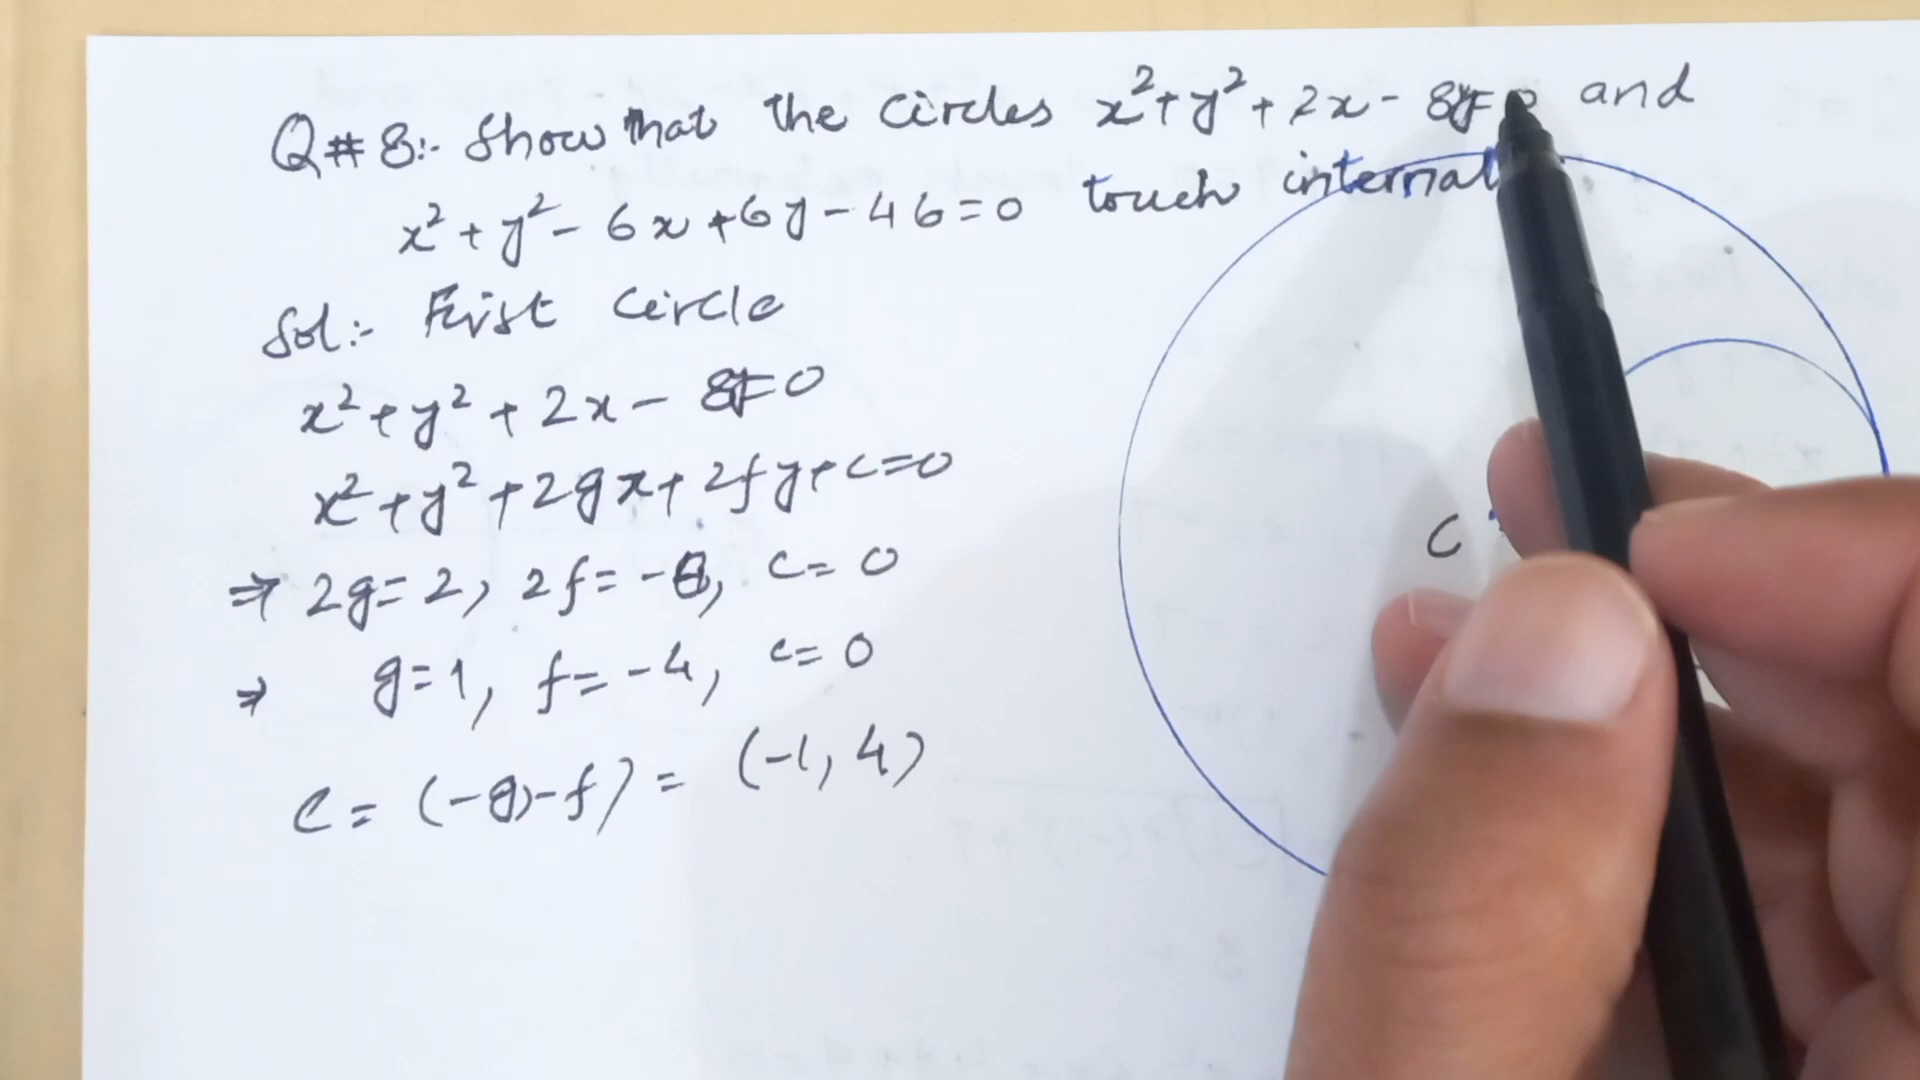 Q#8:- Show that the circles x²+y²+2x-8y=0 and
x²+y²-6x+6y-46=0 touch internal
Sol:- First circle
x²+y²+2x-8y=0
x²+y²+2gx+2fy+c=0
⇒ 2g=2, 2f=-8, c=0
⇒ g=1, f=-4, c=0
C=(-g,-f)=(-1,4)
C